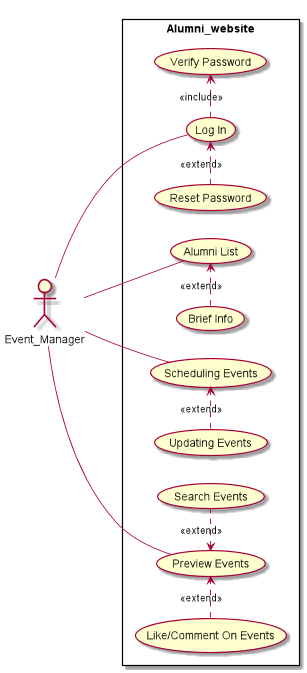 Alumni_website
Verify Password
«include»
Log In
«extend»
Reset Password
Alumni List
«extend»
Brief Info
Event_Manager
Scheduling Events
«extend»
Updating Events
Search Events
«extend»
Preview Events
«extend»
Like/Comment On Events